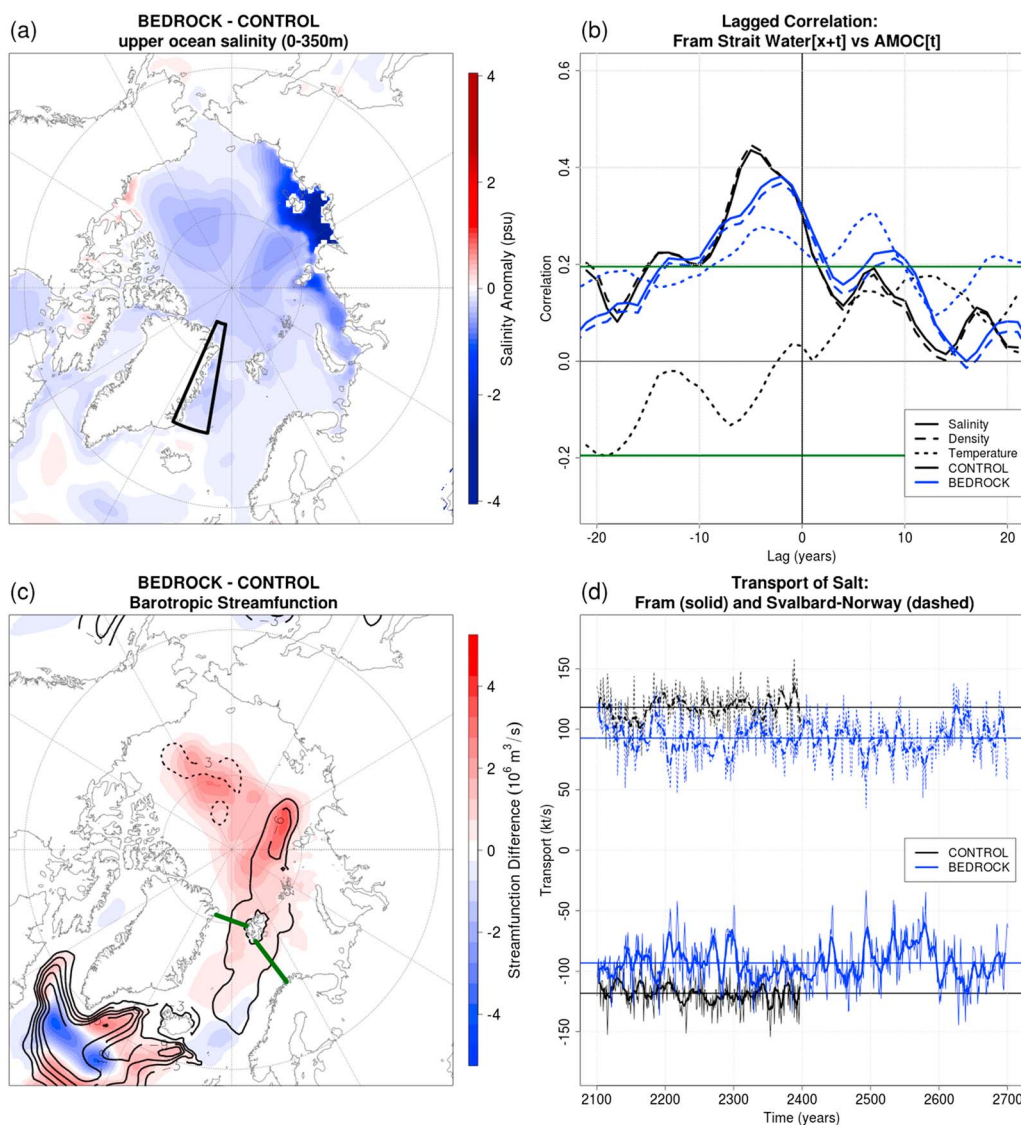 (a)
BEDROCK - CONTROL
upper ocean salinity (0-350m)
4
2
0
-2
-4
Salinity Anomaly (psu)
(b)
Lagged Correlation:
Fram Strait Water[x+t] vs AMOC[t]
0.6
0.4
0.2
0.0
-0.2
Correlation
Salinity
Density
Temperature
CONTROL
BEDROCK
-20
-10
0
10
20
Lag (years)
(c)
BEDROCK - CONTROL
Barotropic Streamfunction
3
4
2
0
-2
-4
Streamfunction Difference (10⁶ m³ / s)
(d)
Transport of Salt:
Fram (solid) and Svalbard-Norway (dashed)
150
100
50
0
-50
-100
-150
Transport (kt/s)
CONTROL
BEDROCK
2100
2200
2300
2400
2500
2600
2700
Time (years)